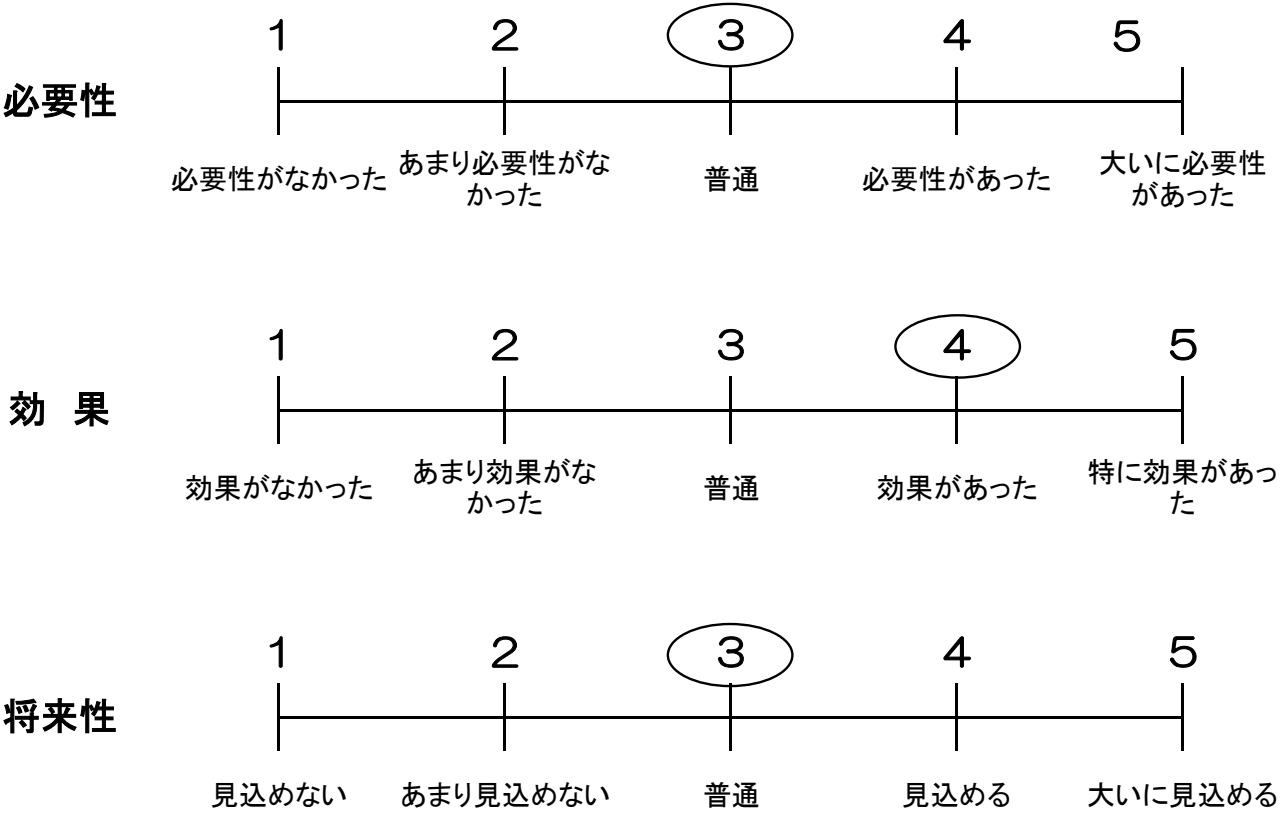 1 2 3 4 5
必要性
必要性がなかった あまり必要性がな
かった 普通 必要性があった 大いに必要性
があった
1 2 3 4 5
効 果
効果がなかった あまり効果がな
かった 普通 効果があった 特に効果があっ
た
1 2 3 4 5
将来性
見込めない あまり見込めない 普通 見込める 大いに見込める